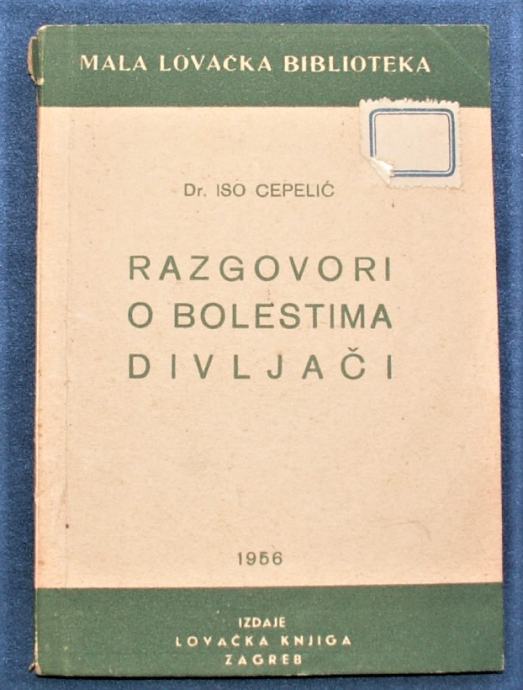 MALA LOVAČKA BIBLIOTEKA
Dr. ISO CEPELIĆ
RAZGOVORI
O BOLESTIMA
DIVLJAČI
1956
IZDAJE
LOVAČKA KNJIGA
ZAGREB